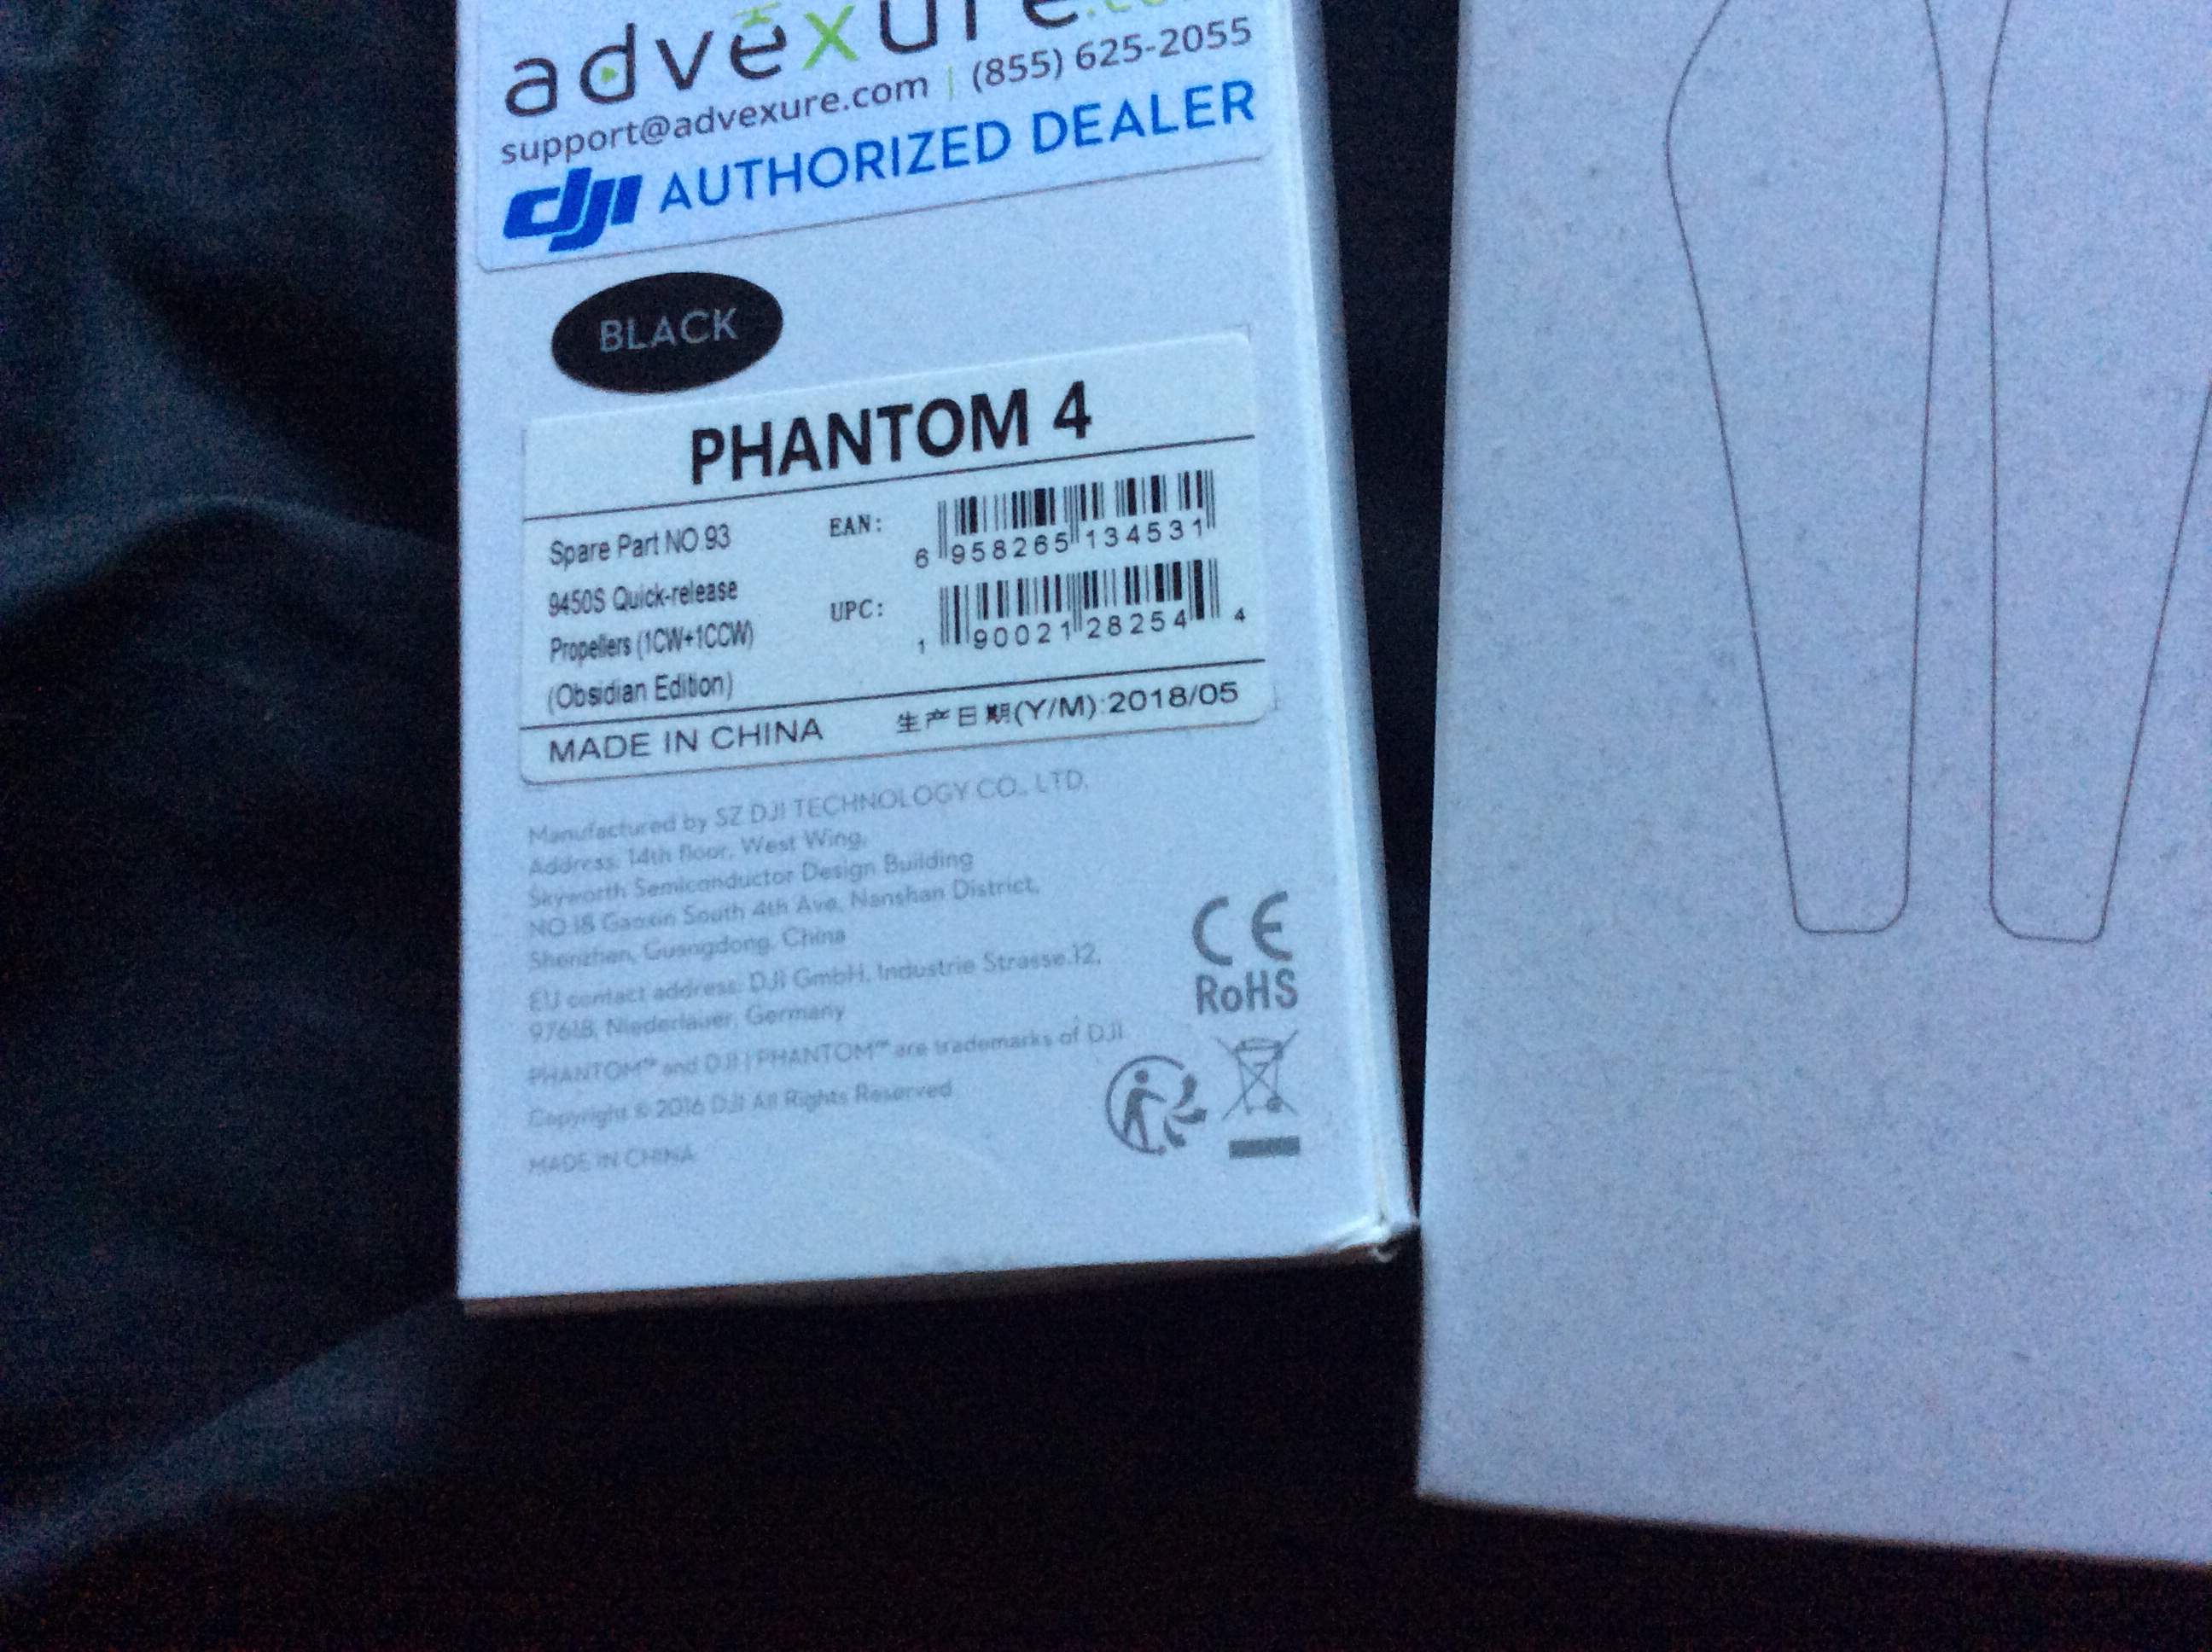 advexure
support@advexure.com | (855) 625-2055
dji AUTHORIZED DEALER
BLACK
PHANTOM 4
Spare Part NO.93
9450S Quick-release
Propellers (1CW+1CCW)
(Obsidian Edition)
EAN:
6 958265 134531
UPC:
1 90021 28254 4
MADE IN CHINA 生产日期(Y/M):2018/05
Manufactured by SZ DJI TECHNOLOGY CO., LTD.
Address: 14th floor, West Wing,
Skyworth Semiconductor Design Building
NO.18 Gaoxin South 4th Ave, Nanshan District,
Shenzhen, Guangdong, China
EU contact address: DJI GmbH, Industrie Strasse.12,
97618, Niederlauer, Germany
PHANTOM™ and DJI | PHANTOM™ are trademarks of DJI
Copyright © 2016 DJI All Rights Reserved
MADE IN CHINA
CE
RoHS